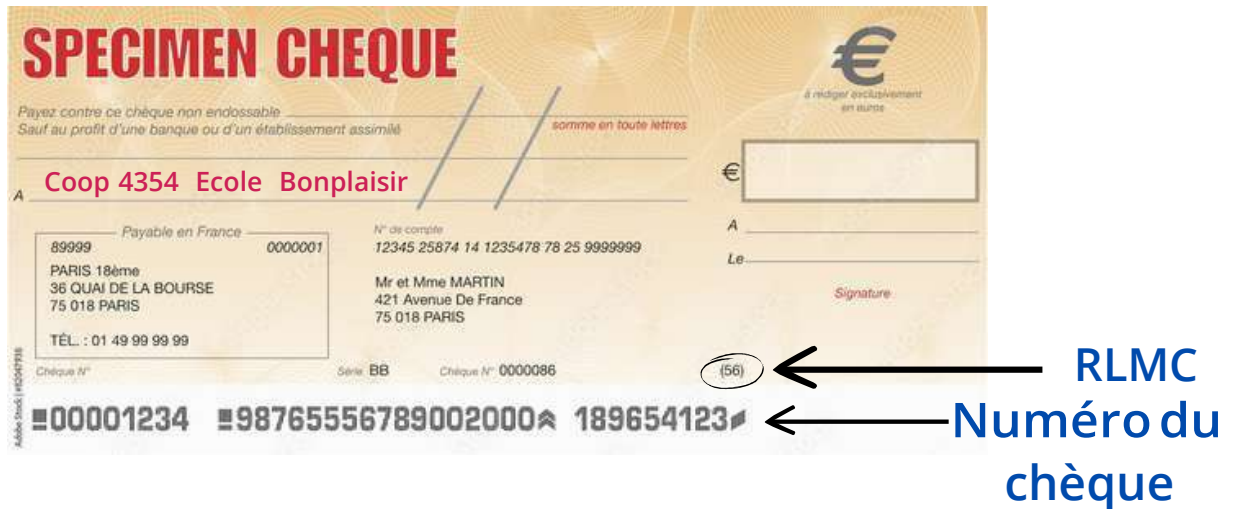 SPECIMEN CHEQUE
€
à rédiger exclusivement
en euros
Payez contre ce chèque non endossable
Sauf au profit d'une banque ou d'un établissement assimilé
somme en toute lettres
€
A Coop 4354 Ecole Bonplaisir
A
Le
Signature
Payable en France
89999 0000001
PARIS 18ème
36 QUAI DE LA BOURSE
75 018 PARIS
TÉL. : 01 49 99 99 99
N° de compte
12345 25874 14 1235478 78 25 9999999
Mr et Mme MARTIN
421 Avenue De France
75 018 PARIS
Chèque N° Série BB Chèque N° 0000086 (56)
RLMC
00001234 98765556789002000 189654123
Numéro du
chèque